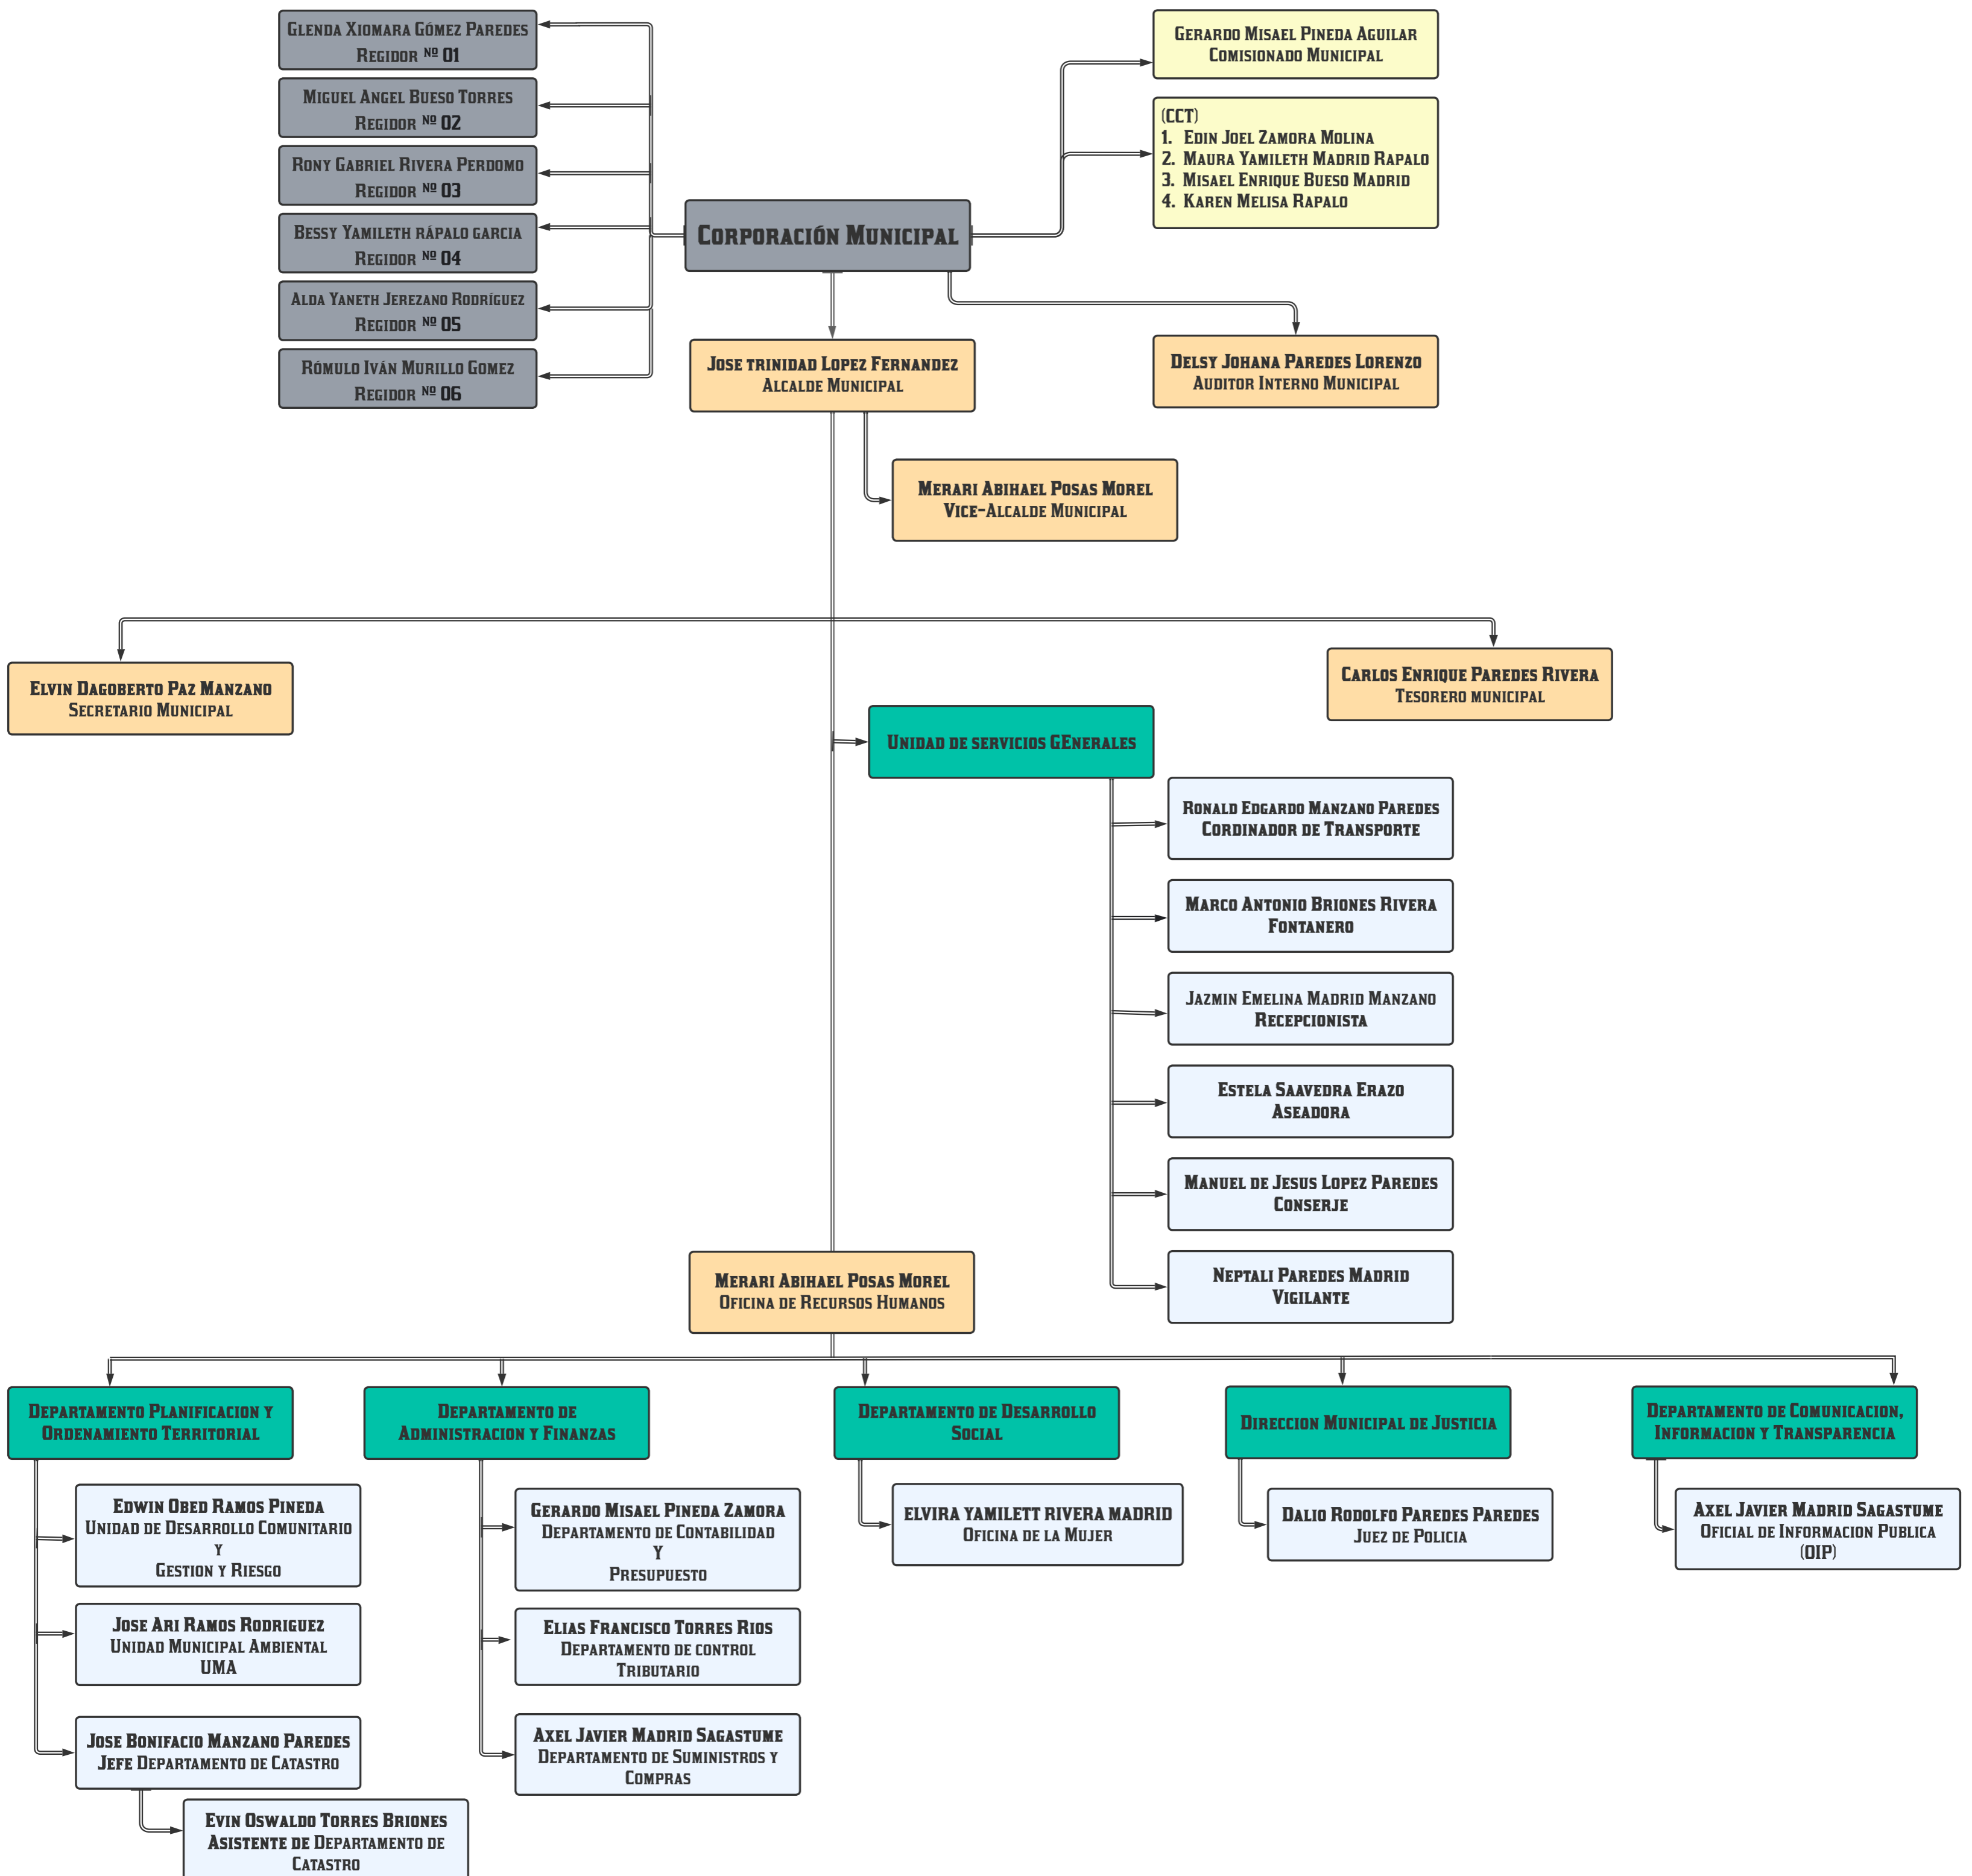 Glenda Xiomara Gómez Paredes
Regidor Nº 01
Miguel Angel Bueso Torres
Regidor Nº 02
Rony Gabriel Rivera Perdomo
Regidor Nº 03
Bessy Yamileth rápalo garcia
Regidor Nº 04
Alda Yaneth Jerezano Rodríguez
Regidor Nº 05
Rómulo Iván Murillo Gomez
Regidor Nº 06
Gerardo Misael Pineda Aguilar
Comisionado Municipal
(CCT)
1. Edin Joel Zamora Molina
2. Maura Yamileth Madrid Rapalo
3. Misael Enrique Bueso Madrid
4. Karen Melisa Rapalo
Corporación Municipal
Jose trinidad Lopez Fernandez
Alcalde Municipal
Delsy Johana Paredes Lorenzo
Auditor Interno Municipal
Merari Abihael Posas Morel
Vice-Alcalde Municipal
Elvin Dagoberto Paz Manzano
Secretario Municipal
Carlos Enrique Paredes Rivera
Tesorero municipal
Unidad de servicios GEnerales
Ronald Edgardo Manzano Paredes
Cordinador de Transporte
Marco Antonio Briones Rivera
Fontanero
Jazmin Emelina Madrid Manzano
Recepcionista
Estela Saavedra Erazo
Aseadora
Manuel de Jesus Lopez Paredes
Conserje
Neptali Paredes Madrid
Vigilante
Merari Abihael Posas Morel
Oficina de Recursos Humanos
Departamento Planificacion y
Ordenamiento Territorial
Edwin Obed Ramos Pineda
Unidad de Desarrollo Comunitario
y
Gestion y Riesgo
Jose Ari Ramos Rodriguez
Unidad Municipal Ambiental
UMA
Jose Bonifacio Manzano Paredes
Jefe Departamento de Catastro
Evin Oswaldo Torres Briones
Asistente de Departamento de
Catastro
Departamento de
Administracion y Finanzas
Gerardo Misael Pineda Zamora
Departamento de Contabilidad
Y
Presupuesto
Elias Francisco Torres Rios
Departamento de control
Tributario
Axel Javier Madrid Sagastume
Departamento de Suministros y
Compras
Departamento de Desarrollo
Social
ELVIRA YAMILETT RIVERA MADRID
Oficina de la Mujer
Direccion Municipal de Justicia
Dalio Rodolfo Paredes Paredes
Juez de Policia
Departamento de Comunicacion,
Informacion y Transparencia
Axel Javier Madrid Sagastume
Oficial de Informacion Publica
(OIP)